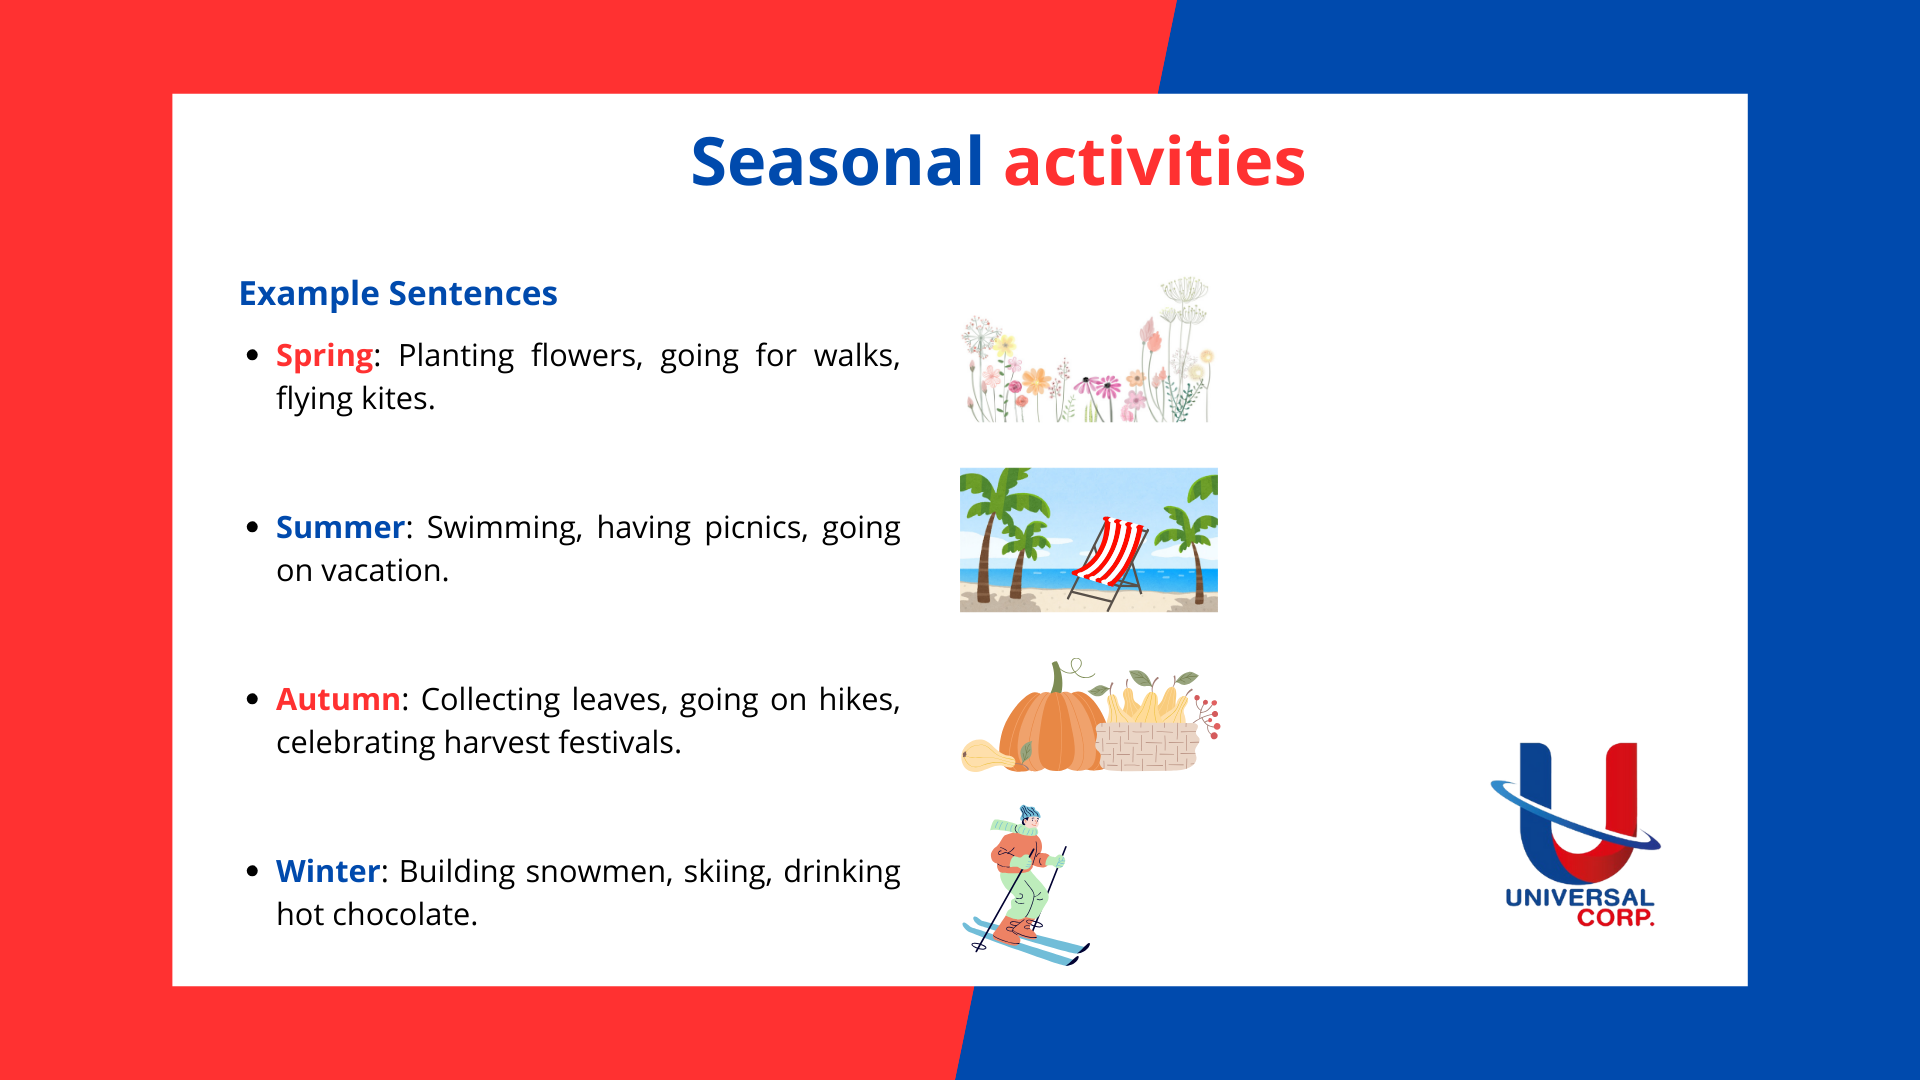 Seasonal activities
Example Sentences
• Spring: Planting flowers, going for walks,
flying kites.
• Summer: Swimming, having picnics, going
on vacation.
• Autumn: Collecting leaves, going on hikes,
celebrating harvest festivals.
• Winter: Building snowmen, skiing, drinking
hot chocolate.
UNIVERSAL
CORP.